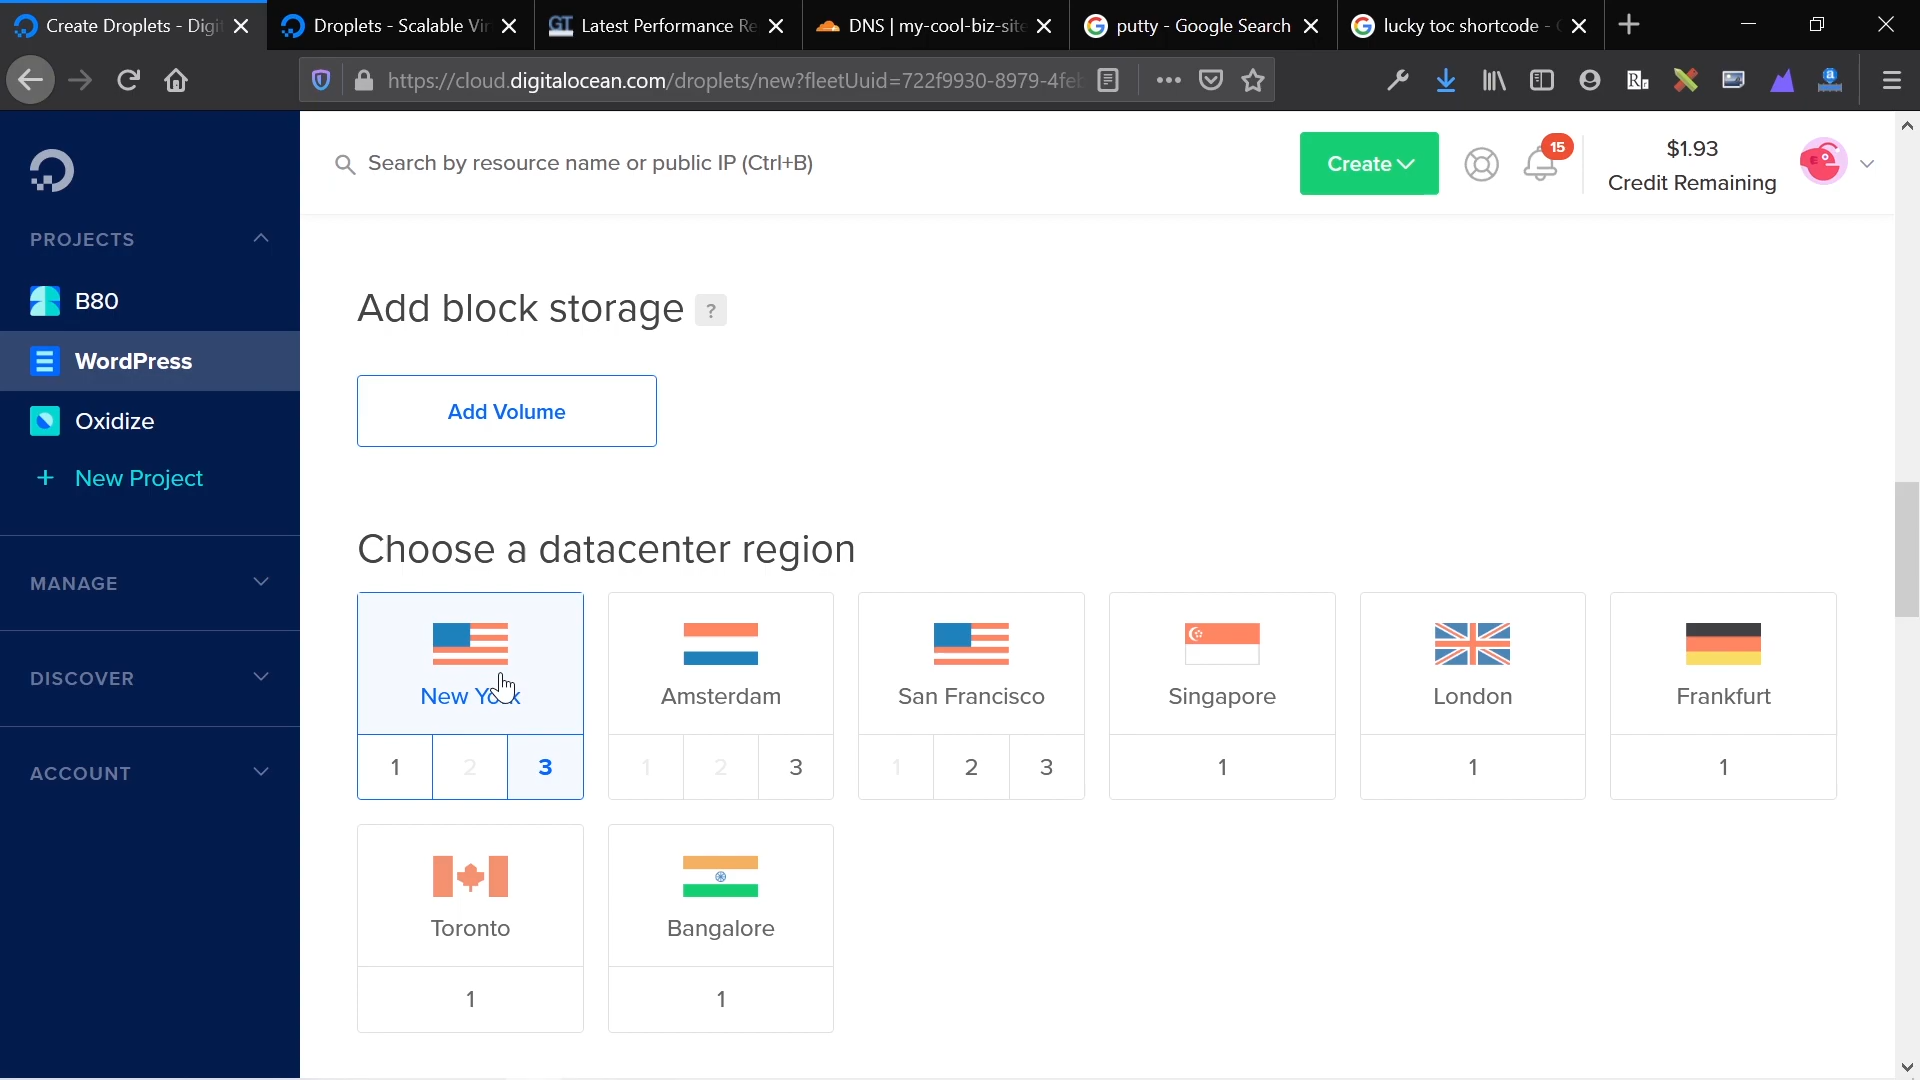 Create Droplets - Digi
Droplets - Scalable Vir
GT Latest Performance Re
DNS | my-cool-biz-site
putty - Google Search
lucky toc shortcode -
https://cloud.digitalocean.com/droplets/new?fleetUuid=722f9930-8979-4feb
Search by resource name or public IP (Ctrl+B)
Create
15
$1.93
Credit Remaining
PROJECTS
B80
WordPress
Oxidize
+ New Project
MANAGE
DISCOVER
ACCOUNT
Add block storage ?
Add Volume
Choose a datacenter region
New York
1 2 3
Amsterdam
1 2 3
San Francisco
1 2 3
Singapore
1
London
1
Frankfurt
1
Toronto
1
Bangalore
1